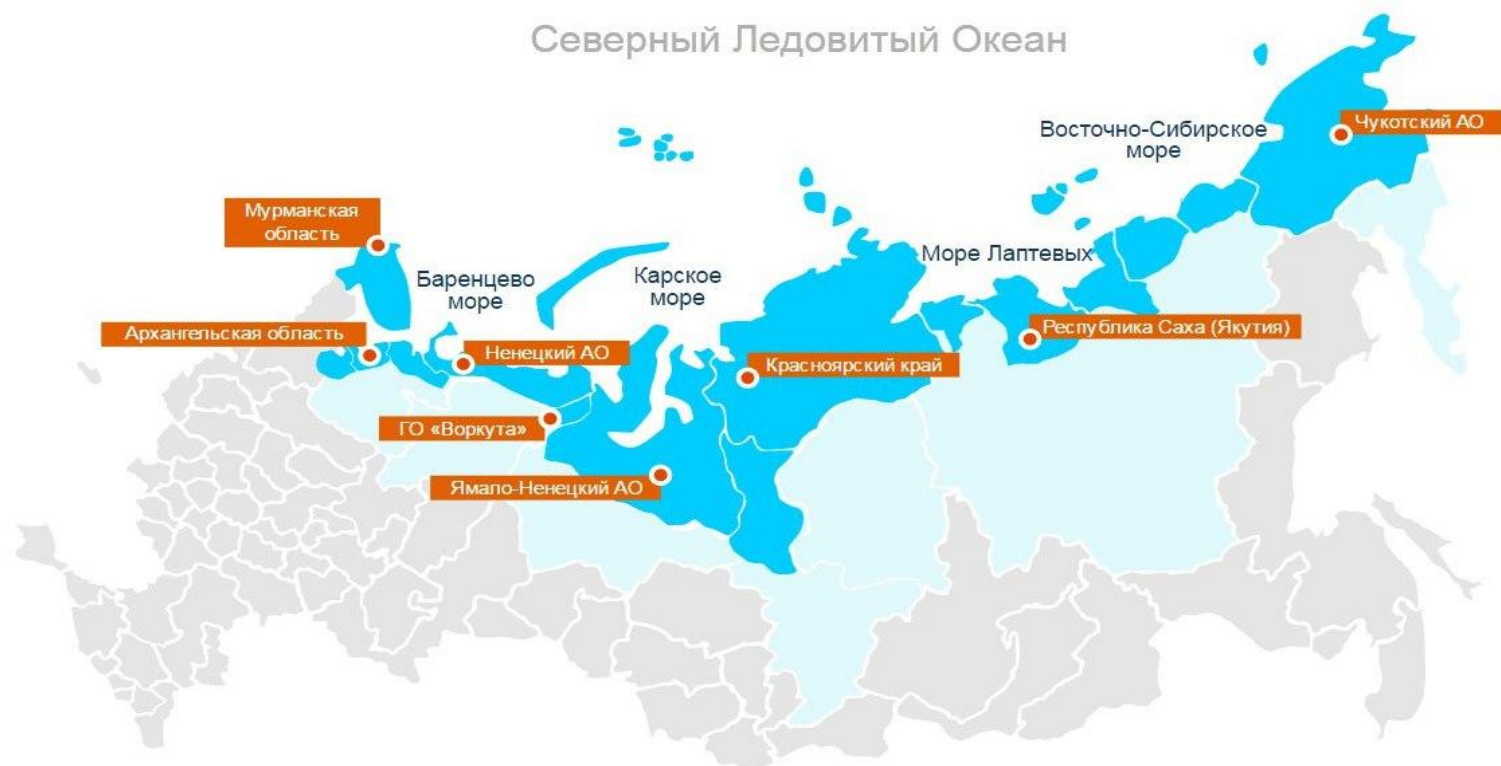 Северный Ледовитый Океан
Чукотский АО
Восточно-Сибирское
море
Мурманская
область
Море Лаптевых
Баренцево
море
Карское
море
Архангельская область
Республика Саха (Якутия)
Ненецкий АО
Красноярский край
ГО «Воркута»
Ямало-Ненецкий АО